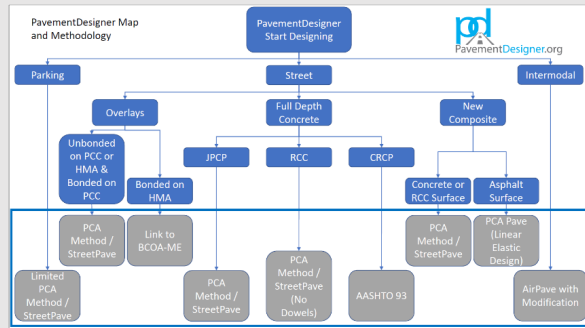 PavementDesigner Map
and Methodology
PavementDesigner
Start Designing
pd
PavementDesigner.org
Parking
Street
Intermodal
Overlays
Full Depth
Concrete
New
Composite
Unbonded
on PCC or
HMA &
Bonded on
PCC
Bonded on
HMA
JPCP
RCC
CRCP
Concrete or
RCC Surface
Asphalt
Surface
PCA
Method /
StreetPave
Link to
BCOA-ME
PCA
Method /
StreetPave
PCA Pave
(Linear
Elastic
Design)
Limited
PCA
Method /
StreetPave
PCA
Method /
StreetPave
PCA
Method /
StreetPave
(No
Dowels)
AASHTO 93
AirPave with
Modification